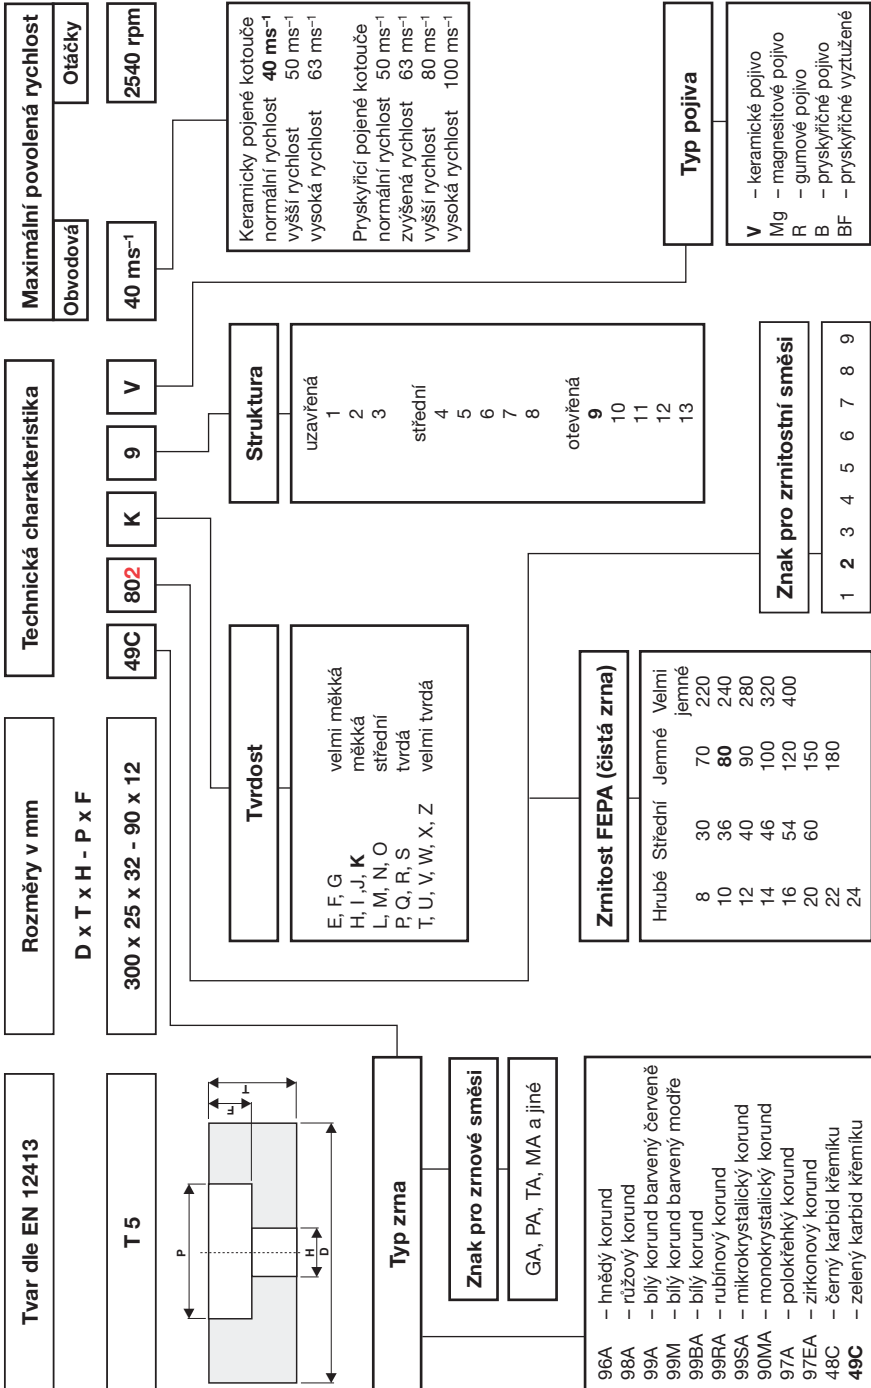 Tvar dle EN 12413
Rozměry v mm
Technická charakteristika
Maximální povolená rychlost
Obvodová
Otáčky
D x T x H - P x F
T 5
300 x 25 x 32 - 90 x 12
49C
802
K
9
V
40 ms⁻¹
2540 rpm
P
F
T
H
D
Typ zrna
Znak pro zrnové směsi
GA, PA, TA, MA a jiné
96A – hnědý korund
98A – růžový korund
99A – bílý korund barvený červeně
99M – bílý korund barvený modře
99BA – bílý korund
99RA – rubínový korund
99SA – mikrokrystalický korund
90MA – monokrystalický korund
97A – polokřehký korund
97EA – zirkonový korund
48C – černý karbid křemíku
49C – zelený karbid křemíku
Tvrdost
E, F, G velmi měkká
H, I ,J, K měkká
L, M, N, O střední
P, Q, R, S tvrdá
T, U, V, W, X, Z velmi tvrdá
Zrnitost FEPA (čistá zrna)
Hrubé Střední Jemné Velmi
jemné
8 30 70 220
10 36 80 240
12 40 90 280
14 46 100 320
16 54 120 400
20 60 150
22 180
24
Struktura
uzavřená
1
2
3
střední
4
5
6
7
8
otevřená
9
10
11
12
13
Znak pro zrnitostní směsi
1 2 3 4 5 6 7 8 9
Keramicky pojené kotouče
normální rychlost 40 ms⁻¹
vyšší rychlost 50 ms⁻¹
vysoká rychlost 63 ms⁻¹
Pryskyřicí pojené kotouče
normální rychlost 50 ms⁻¹
zvýšená rychlost 63 ms⁻¹
vyšší rychlost 80 ms⁻¹
vysoká rychlost 100 ms⁻¹
Typ pojiva
V – keramické pojivo
Mg – magnesitové pojivo
R – gumové pojivo
B – pryskyřičné pojivo
BF – pryskyřičné vyztužené